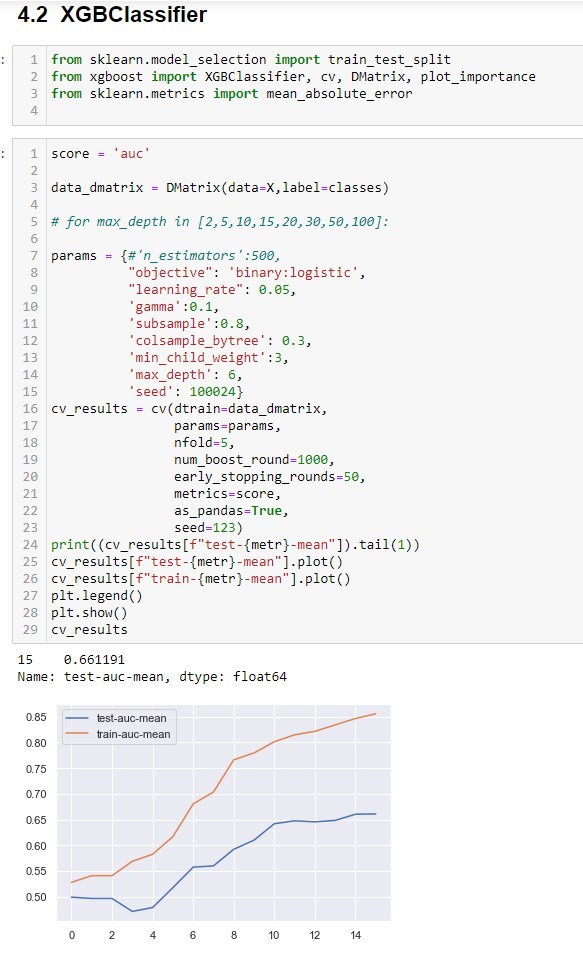 4.2 XGBClassifier
: 1 from sklearn.model_selection import train_test_split
2 from xgboost import XGBClassifier, cv, DMatrix, plot_importance
3 from sklearn.metrics import mean_absolute_error
4
: 1 score = 'auc'
2
3 data_dmatrix = DMatrix(data=X,label=classes)
4
5 # for max_depth in [2,5,10,15,20,30,50,100]:
6
7 params = {#'n_estimators':500,
8 "objective": 'binary:logistic',
9 "learning_rate": 0.05,
10 'gamma':0.1,
11 'subsample':0.8,
12 'colsample_bytree': 0.3,
13 'min_child_weight':3,
14 'max_depth': 6,
15 'seed': 100024}
16 cv_results = cv(dtrain=data_dmatrix,
17 params=params,
18 nfold=5,
19 num_boost_round=1000,
20 early_stopping_rounds=50,
21 metrics=score,
22 as_pandas=True,
23 seed=123)
24 print((cv_results[f"test-{metr}-mean"]).tail(1))
25 cv_results[f"test-{metr}-mean"].plot()
26 cv_results[f"train-{metr}-mean"].plot()
27 plt.legend()
28 plt.show()
29 cv_results
15 0.661191
Name: test-auc-mean, dtype: float64
test-auc-mean
train-auc-mean
0.85
0.80
0.75
0.70
0.65
0.60
0.55
0.50
0 2 4 6 8 10 12 14